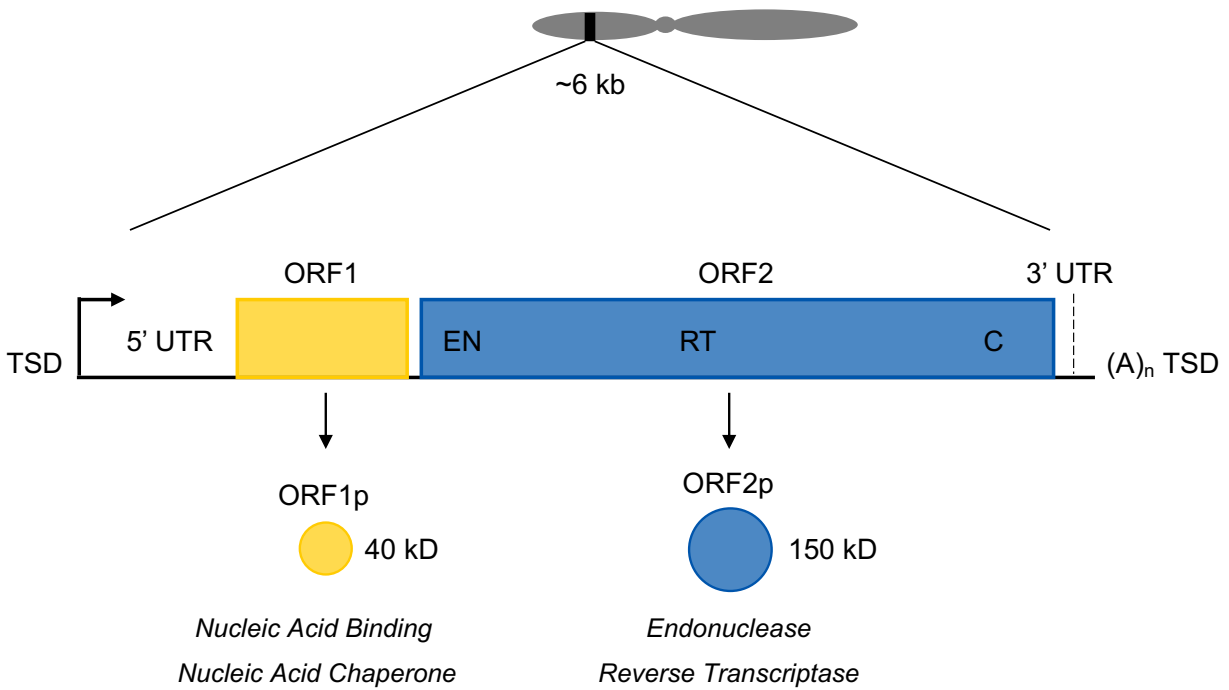 ~6 kb
ORF1 ORF2 3’ UTR
5’ UTR EN RT C
TSD (A)n TSD
ORF1p ORF2p
40 kD 150 kD
Nucleic Acid Binding Endonuclease
Nucleic Acid Chaperone Reverse Transcriptase